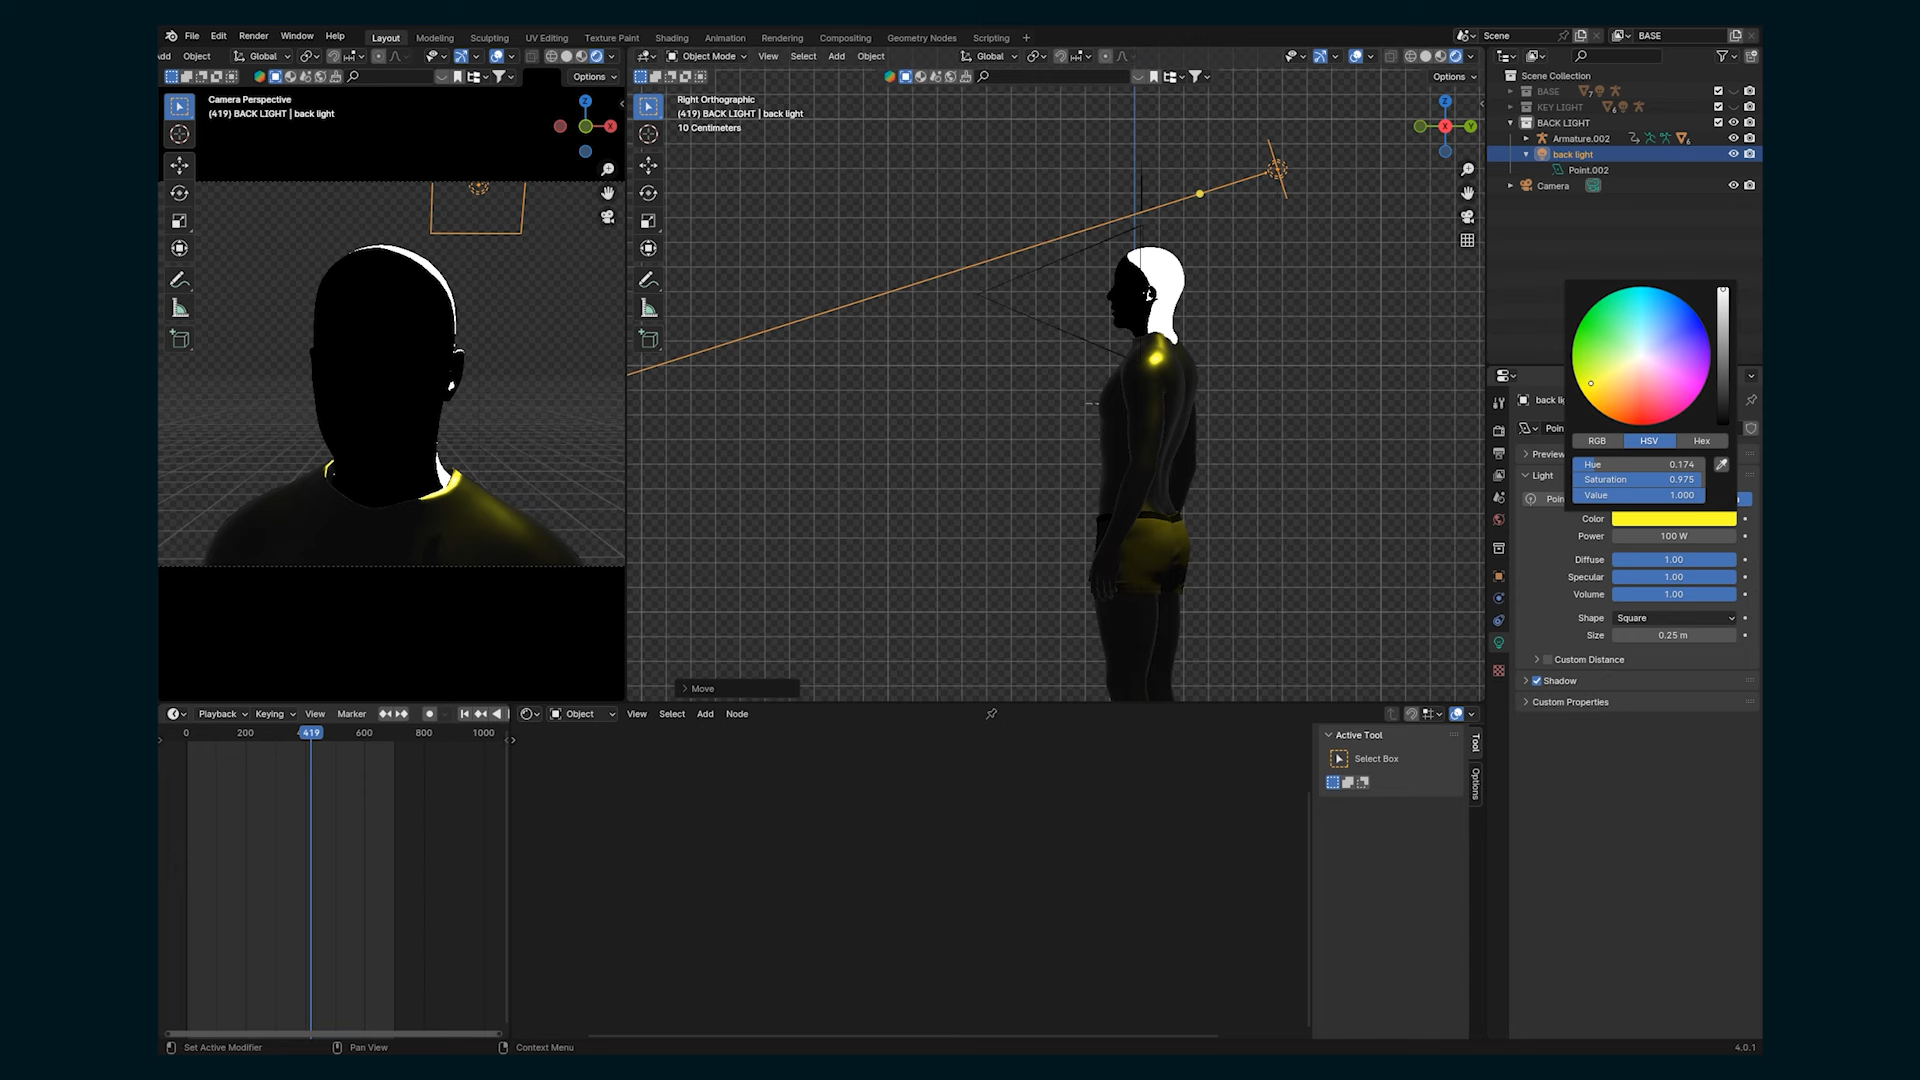 File Edit Render Window Help Layout Modeling Sculpting UV Editing Texture Paint Shading Animation Rendering Compositing Geometry Nodes Scripting + Scene BASE
Object Global Object Mode View Select Add Object Global
Options Options
Camera Perspective
(419) BACK LIGHT | back light
Z
X
Right Orthographic
(419) BACK LIGHT | back light
10 Centimeters
Z
X
Y
Scene Collection
BASE 7
KEY LIGHT 6
BACK LIGHT
Armature.002 6
back light
Point.002
Camera
RGB HSV Hex
Hue 0.174
Saturation 0.975
Value 1.000
Preview
Light
Color
Power 100 W
Diffuse 1.00
Specular 1.00
Volume 1.00
Shape Square
Size 0.25 m
Custom Distance
Shadow
Custom Properties
Move
Playback Keying View Marker
Object View Select Add Node
0 200 419 600 800 1000
Active Tool
Select Box
Tool
Options
Set Active Modifier Pan View Context Menu 4.0.1